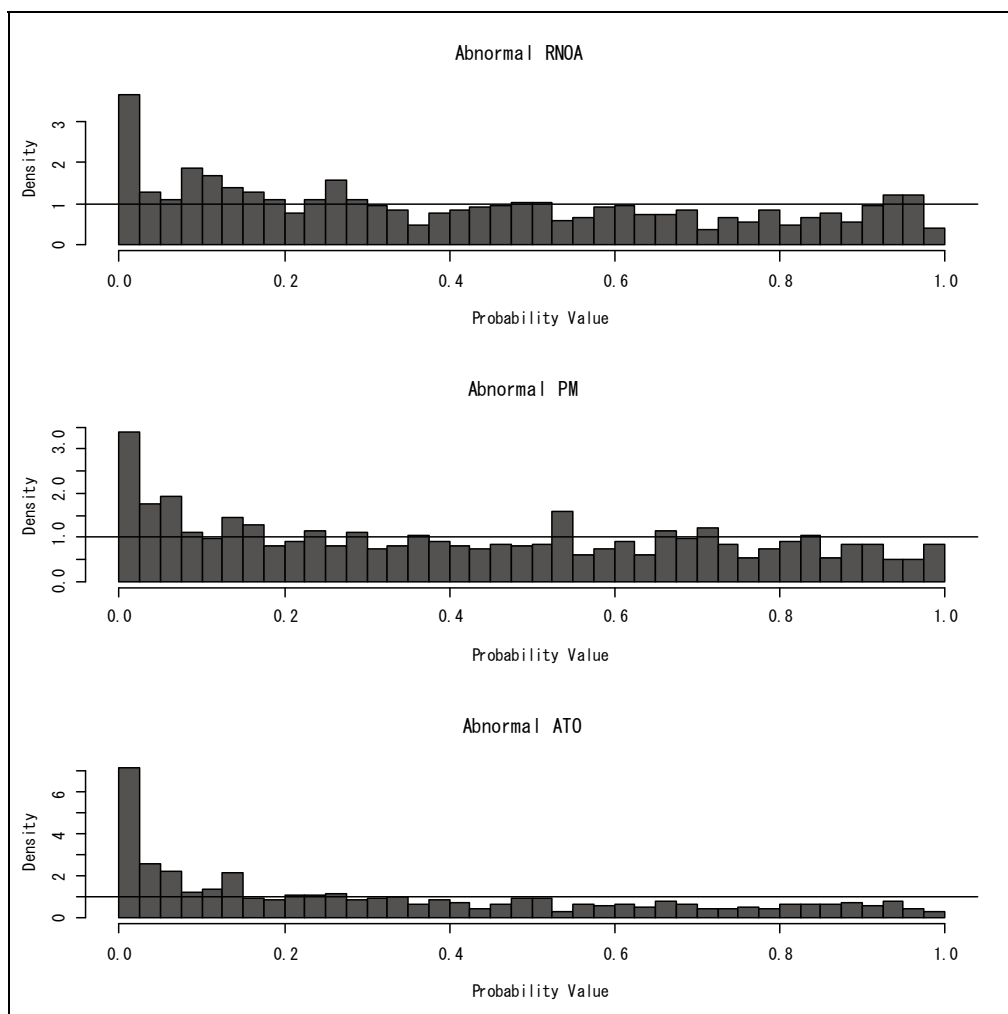 Abnormal RNOA
Density
3
2
1
0
0.0 0.2 0.4 0.6 0.8 1.0
Probability Value
Abnormal PM
Density
3.0
2.0
1.0
0.0
0.0 0.2 0.4 0.6 0.8 1.0
Probability Value
Abnormal ATO
Density
6
4
2
0
0.0 0.2 0.4 0.6 0.8 1.0
Probability Value